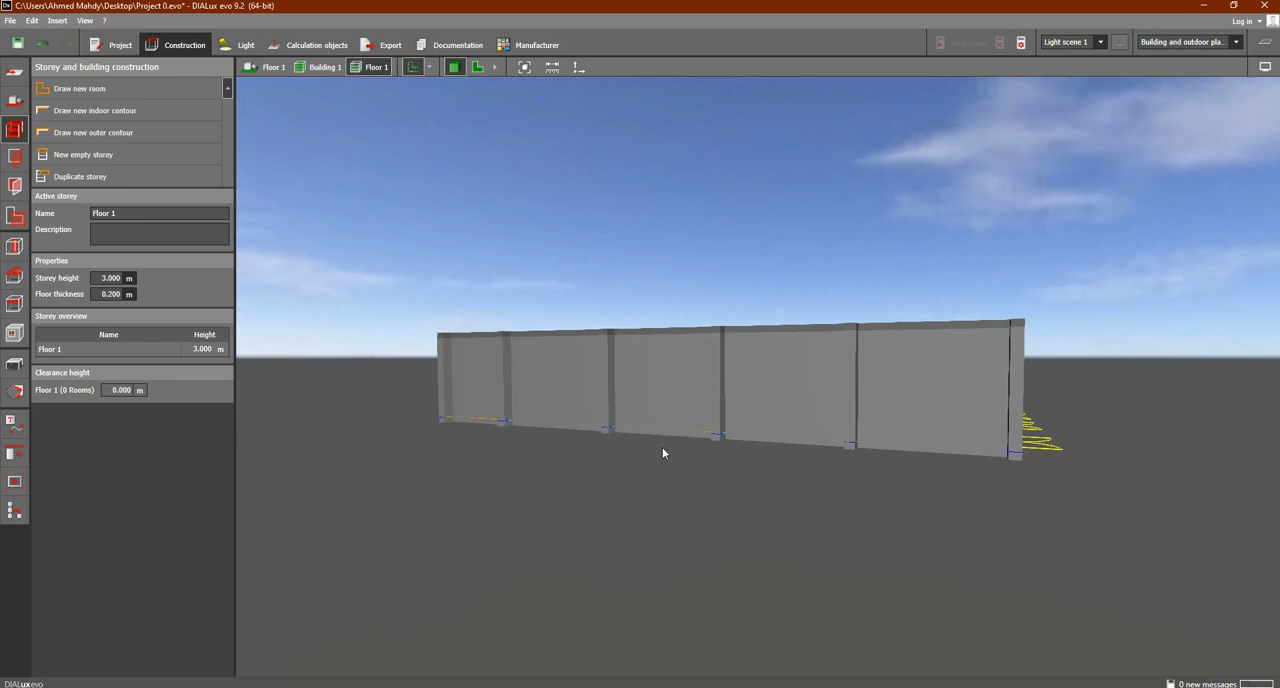 C:\Users\Ahmed Mahdy\Desktop\Project 0.evo* - DIALux evo 9.2 (64-bit)
File Edit Insert View ?
Log in
Project Construction Light Calculation objects Export Documentation Manufacturer
Light scene 1
Building and outdoor pla...
Storey and building construction
Floor 1 Building 1 Floor 1
Draw new room
Draw new indoor contour
Draw new outer contour
New empty storey
Duplicate storey
Active storey
Name Floor 1
Description
Properties
Storey height 3.000 m
Floor thickness 0.200 m
Storey overview
Name Height
Floor 1 3.000 m
Clearance height
Floor 1 (0 Rooms) 0.000 m
DIALux evo
0 new messages